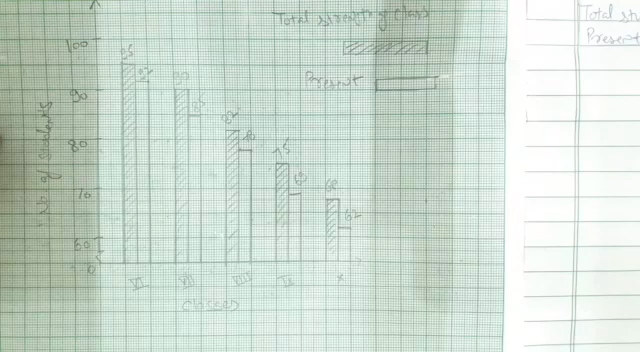 Total strength of class
Present
No of students
100
90
80
70
60
0
95 92
90 85
82 78
75 69
68 62
VI VII VIII IX X
classes
Total
Present